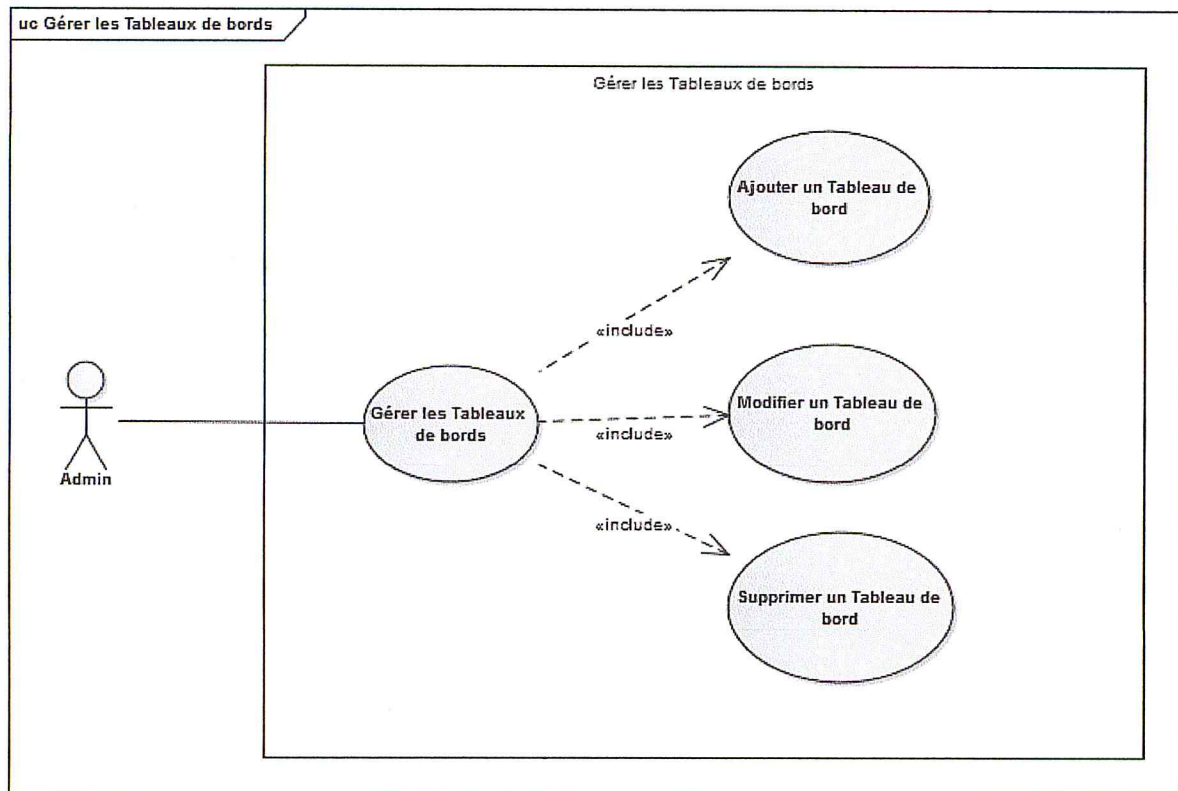 uc Gérer les Tableaux de bords
Gérer les Tableaux de bords
Ajouter un Tableau de
bord
«include»
Gérer les Tableaux
de bords
«include»
Modifier un Tableau de
bord
Admin
«include»
Supprimer un Tableau de
bord